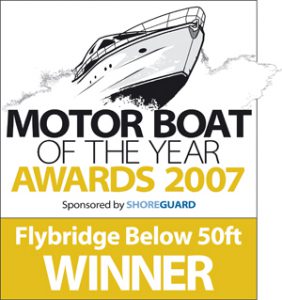 MOTOR BOAT
OF THE YEAR
AWARDS 2007
Sponsored by SHOREGUARD
Flybridge Below 50ft
WINNER